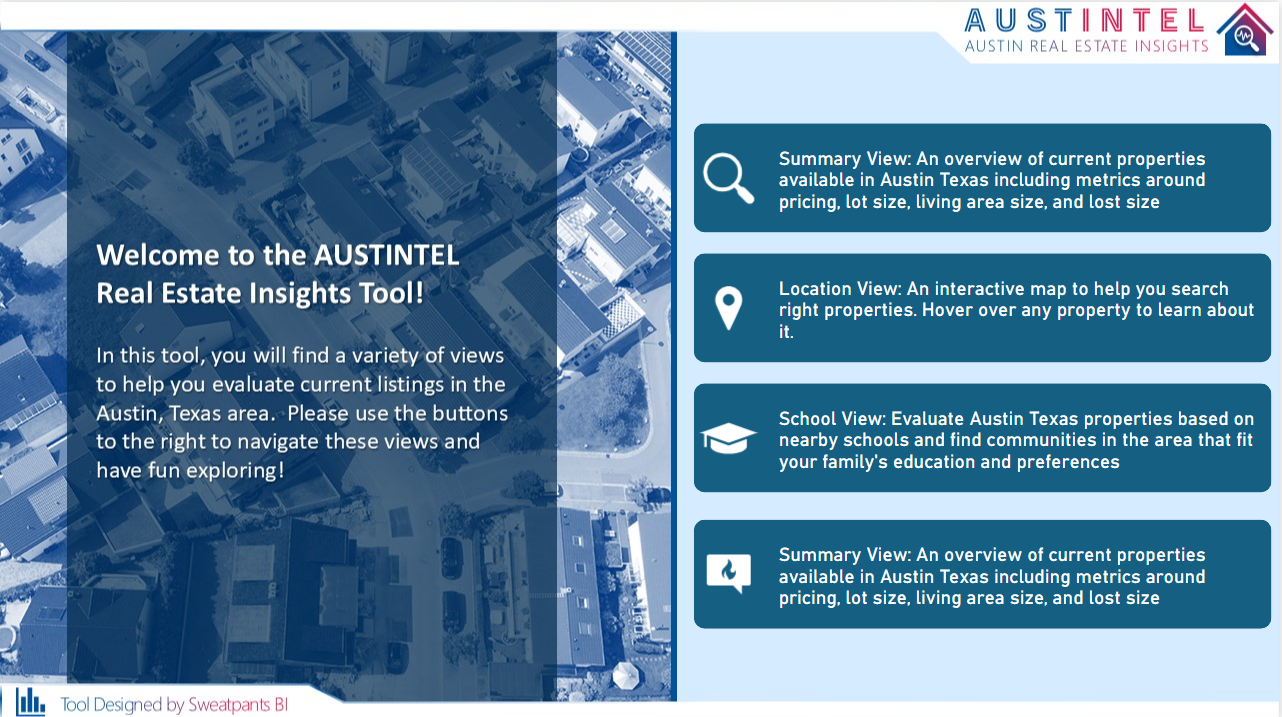 AUSTINTEL
AUSTIN REAL ESTATE INSIGHTS
Welcome to the AUSTINTEL
Real Estate Insights Tool!
In this tool, you will find a variety of views
to help you evaluate current listings in the
Austin, Texas area.  Please use the buttons
to the right to navigate these views and
have fun exploring!
Summary View: An overview of current properties
available in Austin Texas including metrics around
pricing, lot size, living area size, and lost size
Location View: An interactive map to help you search
right properties. Hover over any property to learn about
it.
School View: Evaluate Austin Texas properties based on
nearby schools and find communities in the area that fit
your family's education and preferences
Summary View: An overview of current properties
available in Austin Texas including metrics around
pricing, lot size, living area size, and lost size
Tool Designed by Sweatpants BI